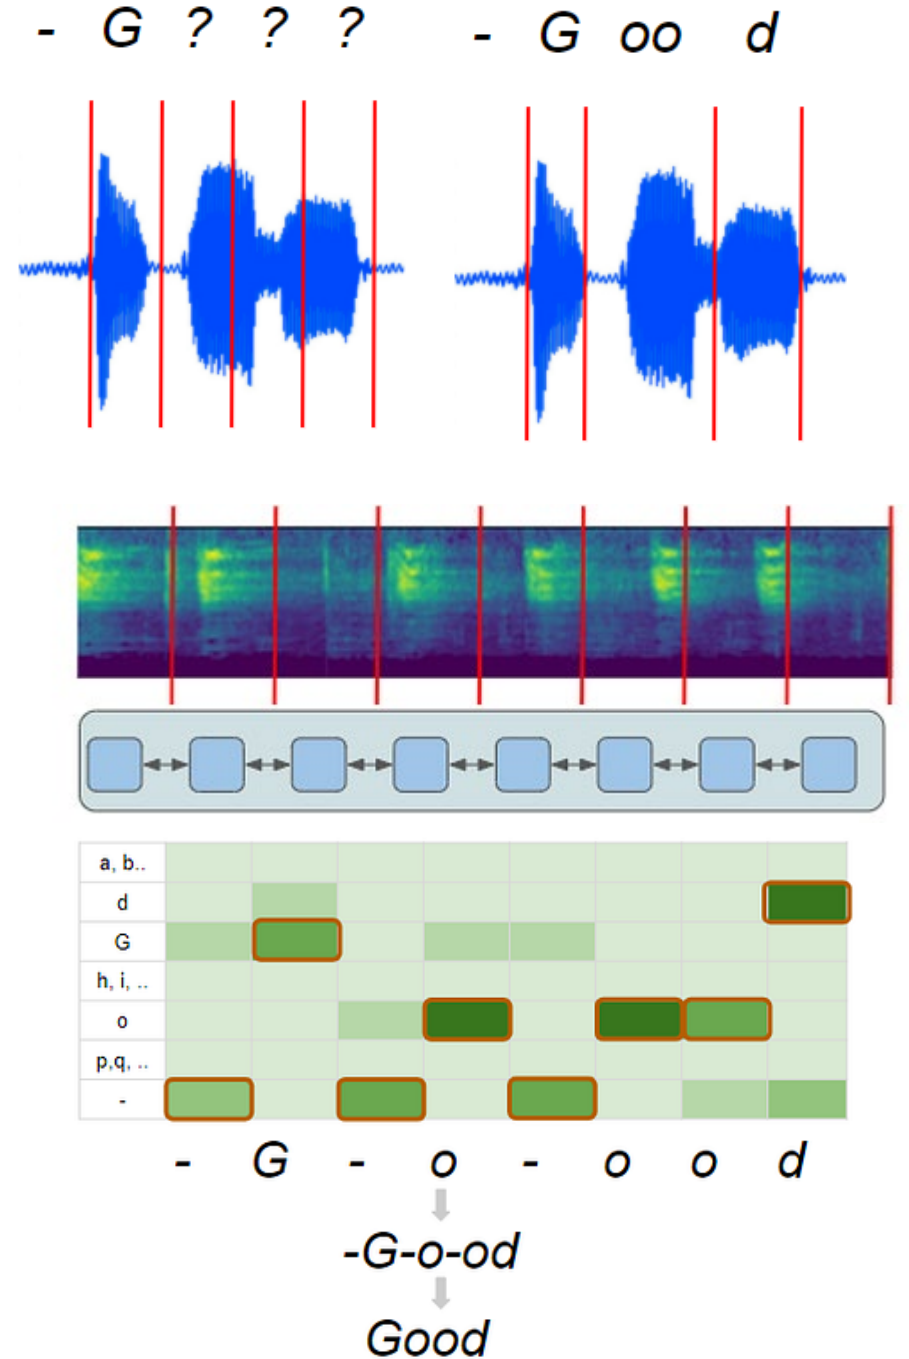 - G ? ? ? - G oo d
a, b..
d
G
h, i, ..
o
p,q, ..
-
- G - o - o o d
-G-o-od
Good